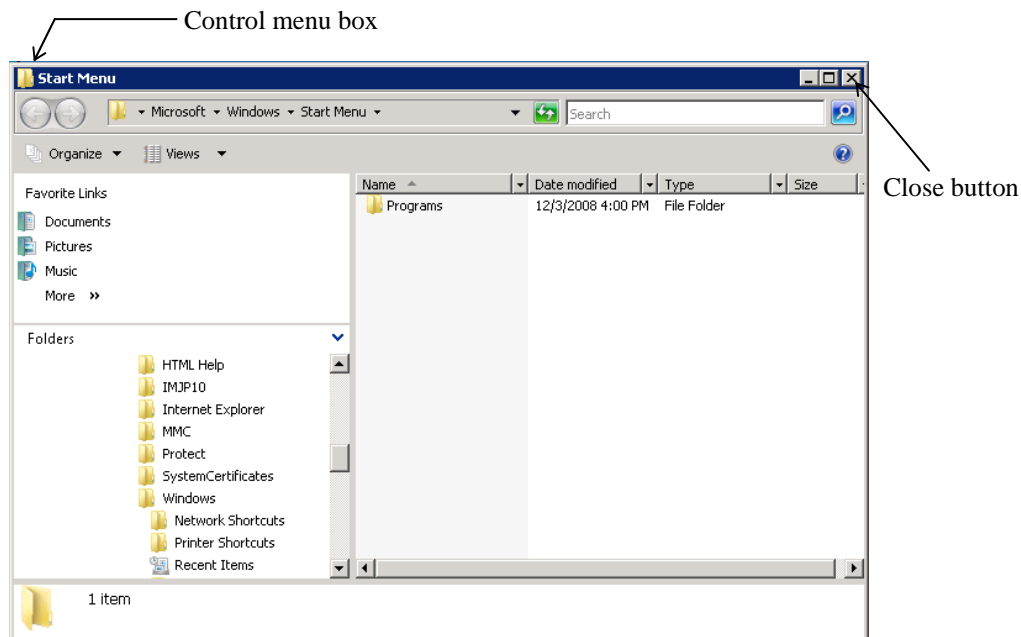 Control menu box
Start Menu
Microsoft Windows Start Menu
Search
Organize Views
Close button
Favorite Links
Documents
Pictures
Music
More »
Folders
HTML Help
IMJP10
Internet Explorer
MMC
Protect
SystemCertificates
Windows
Network Shortcuts
Printer Shortcuts
Recent Items
Name Date modified Type Size
Programs 12/3/2008 4:00 PM File Folder
1 item